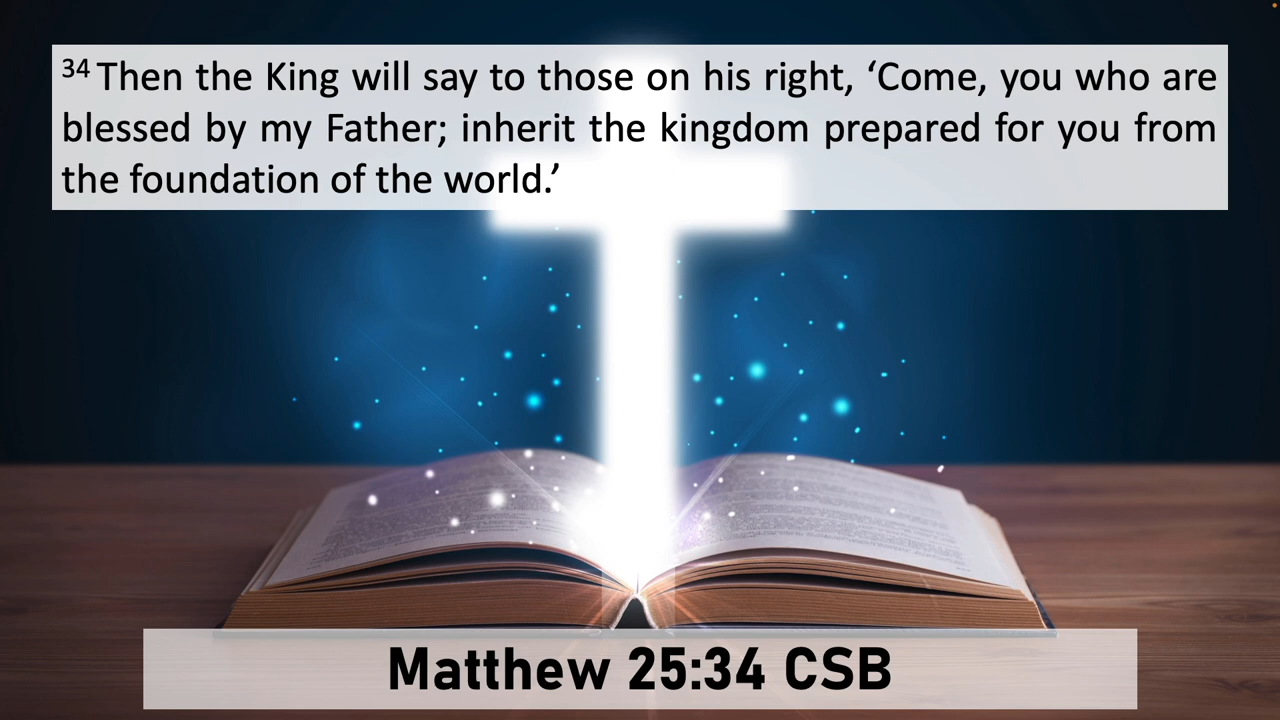 34 Then the King will say to those on his right, ‘Come, you who are
blessed by my Father; inherit the kingdom prepared for you from
the foundation of the world.’
Matthew 25:34 CSB